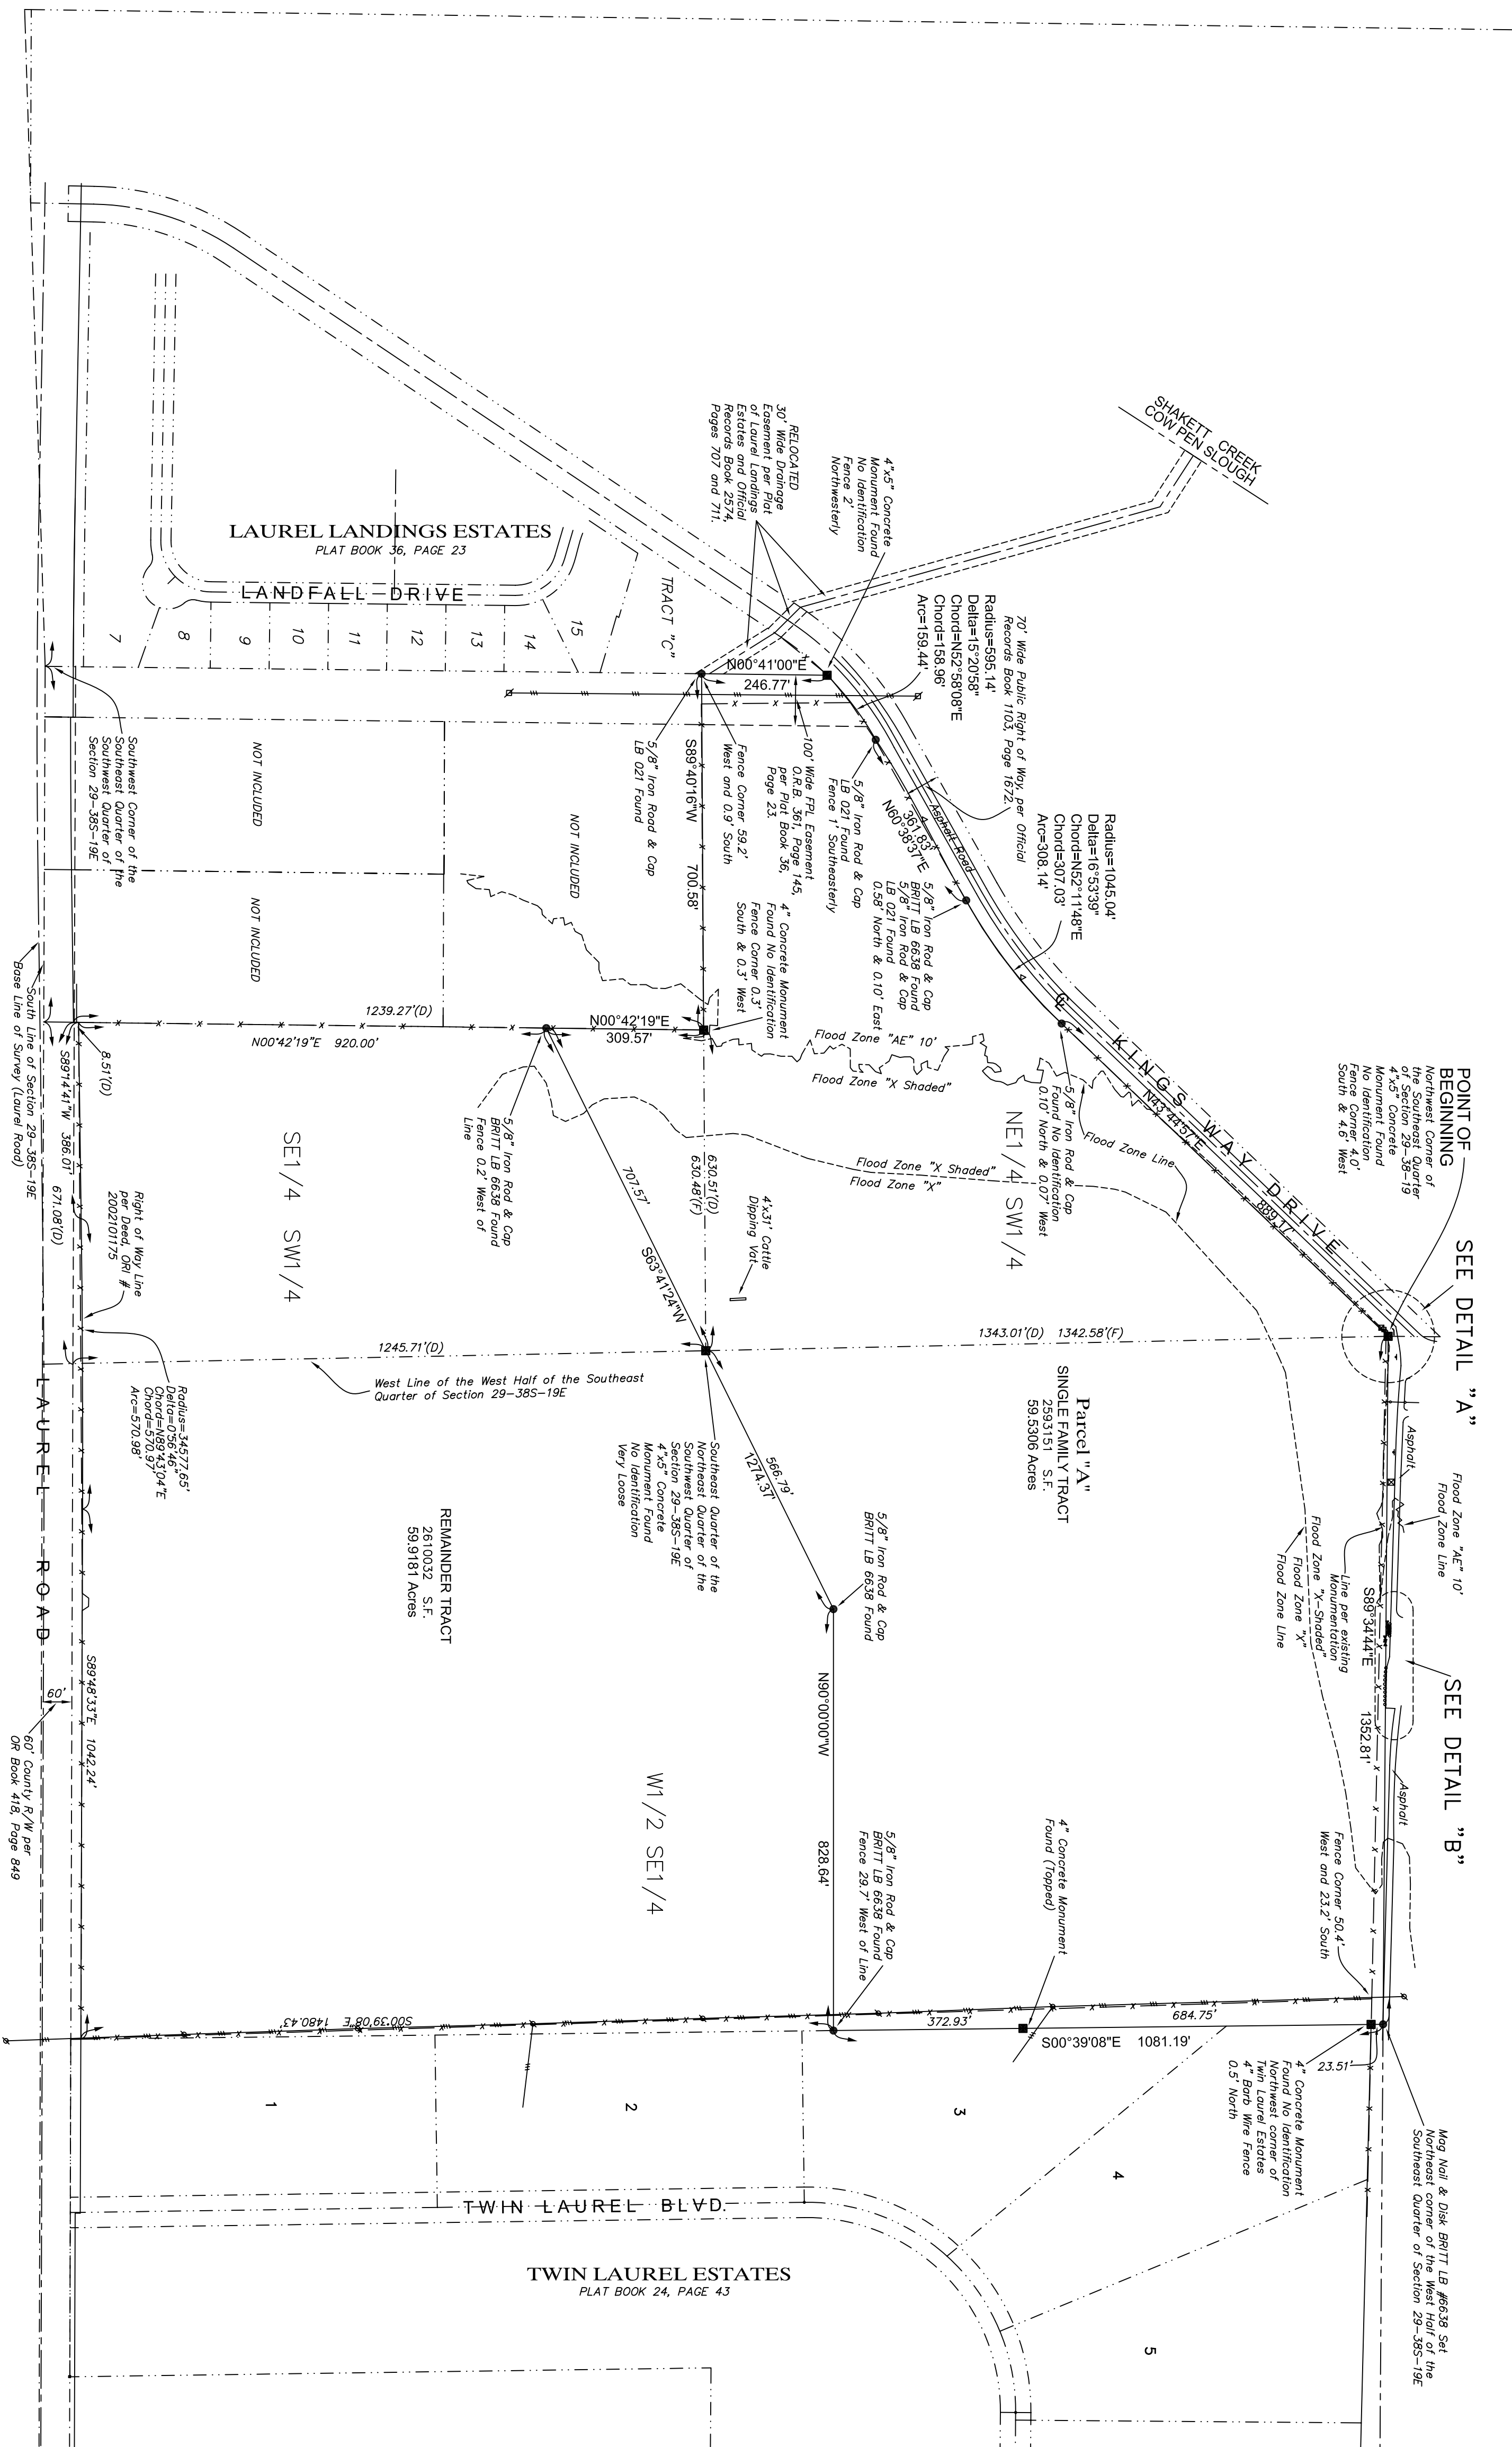 SHAKETT CREEK
COW PEN SLOUGH
LAUREL LANDINGS ESTATES
PLAT BOOK 36, PAGE 23
LANDFALL DRIVE
7
8
9
10
11
12
13
14
15
TRACT "C"
RELOCATED
30' Wide Drainage
Easement per Plat
of Laurel Landings
Estates and Official
Records Book 2574,
Pages 707 and 711.
4"x5" Concrete
Monument Found
No Identification
Fence 2'
Northwesterly
N00°41'00"E
246.77'
Radius=595.14'
Delta=15°20'58"
Chord=N52°58'08"E
Chord=158.96'
Arc=159.44'
70' Wide Public Right of Way, per Official
Records Book 1103, Page 1672.
Radius=1045.04'
Delta=16°53'39"
Chord=N52°11'48"E
Chord=307.03'
Arc=308.14'
Asphalt Road
361.83'
N60°38'37"E
5/8" Iron Rod & Cap
LB 021 Found
Fence 1' Southeasterly
100' Wide FPL Easement
O.R.B. 361, Page 145,
per Plat Book 36,
Page 23.
Fence Corner 59.2'
West and 0.9' South
5/8" Iron Road & Cap
LB 021 Found
S89°40'16"W 700.58'
5/8" Iron Rod & Cap
BRITT LB 6638 Found
5/8" Iron Rod & Cap
LB 021 Found
0.58' North & 0.10' East
4" Concrete Monument
Found No Identification
Fence Corner 0.3'
South & 0.3' West
NOT INCLUDED
NOT INCLUDED
NOT INCLUDED
Southwest Corner of the
Southeast Quarter of the
Southwest Quarter of
Section 29-38S-19E
South Line of Section 29-38S-19E
Base Line of Survey (Laurel Road)
1239.27'(D)
N00°42'19"E 920.00'
N00°42'19"E
309.57'
8.51'(D)
S89°14'41"W 386.01'
671.08'(D)
Flood Zone "AE" 10'
Flood Zone "X Shaded"
KINGS WAY DRIVE
N43°44'57"E
889.17'
5/8" Iron Rod & Cap
Found No Identification
0.10' North & 0.07' West
Flood Zone Line
NE1/4 SW1/4
Flood Zone "X Shaded"
Flood Zone "X"
POINT OF
BEGINNING
Northwest Corner of
the Southeast Quarter
of Section 29-38-19
4"x5" Concrete
Monument Found
No Identification
Fence Corner 4.0'
South & 4.6' West
SEE DETAIL "A"
5/8" Iron Rod & Cap
BRITT LB 6638 Found
Fence 0.2' West of
Line
SE1/4 SW1/4
707.57'
S63°41'24"W
630.51'(D)
630.48'(F)
4'x31' Cattle
Dipping Vat
1245.71'(D)
1343.01'(D) 1342.58'(F)
West Line of the West Half of the Southeast
Quarter of Section 29-38S-19E
Right of Way Line
per Deed, ORI #
2002101175
Radius=34577.65'
Delta=0°56'46"
Chord=N89°43'04"E
Chord=570.97'
Arc=570.98'
LAUREL ROAD
Parcel "A"
SINGLE FAMILY TRACT
2593151 S.F.
59.5306 Acres
566.79'
1274.37'
Southeast Quarter of the
Northeast Quarter of the
Southwest Quarter of
Section 29-38S-19E
4"x5" Concrete
Monument Found
No Identification
Very Loose
REMAINDER TRACT
2610032 S.F.
59.9181 Acres
5/8" Iron Rod & Cap
BRITT LB 6638 Found
Asphalt
Flood Zone "AE" 10'
Flood Zone Line
Line per existing
Monumentation
Flood Zone "X-Shaded"
Flood Zone "X"
Flood Zone Line
S89°34'44"E 1352.81'
SEE DETAIL "B"
Asphalt
N90°00'00"W 828.64'
W1/2 SE1/4
S89°48'33"E 1042.24'
60'
60' County R/W per
OR Book 418, Page 849
Fence Corner 50.4'
West and 23.2' South
4" Concrete Monument
Found (Topped)
5/8" Iron Rod & Cap
BRITT LB 6638 Found
Fence 29.7' West of Line
S00°39'08"E 1480.43'
372.93'
684.75'
S00°39'08"E 1081.19'
23.51'
4" Concrete Monument
Found No Identification
Northwest corner of
Twin Laurel Estates
4" Barb Wire Fence
0.5' North
Mag Nail & Disk BRITT LB #6638 Set
Northeast corner of the West Half of the
Southeast Quarter of Section 29-38S-19E
1
2
3
4
5
TWIN LAUREL BLVD.
TWIN LAUREL ESTATES
PLAT BOOK 24, PAGE 43